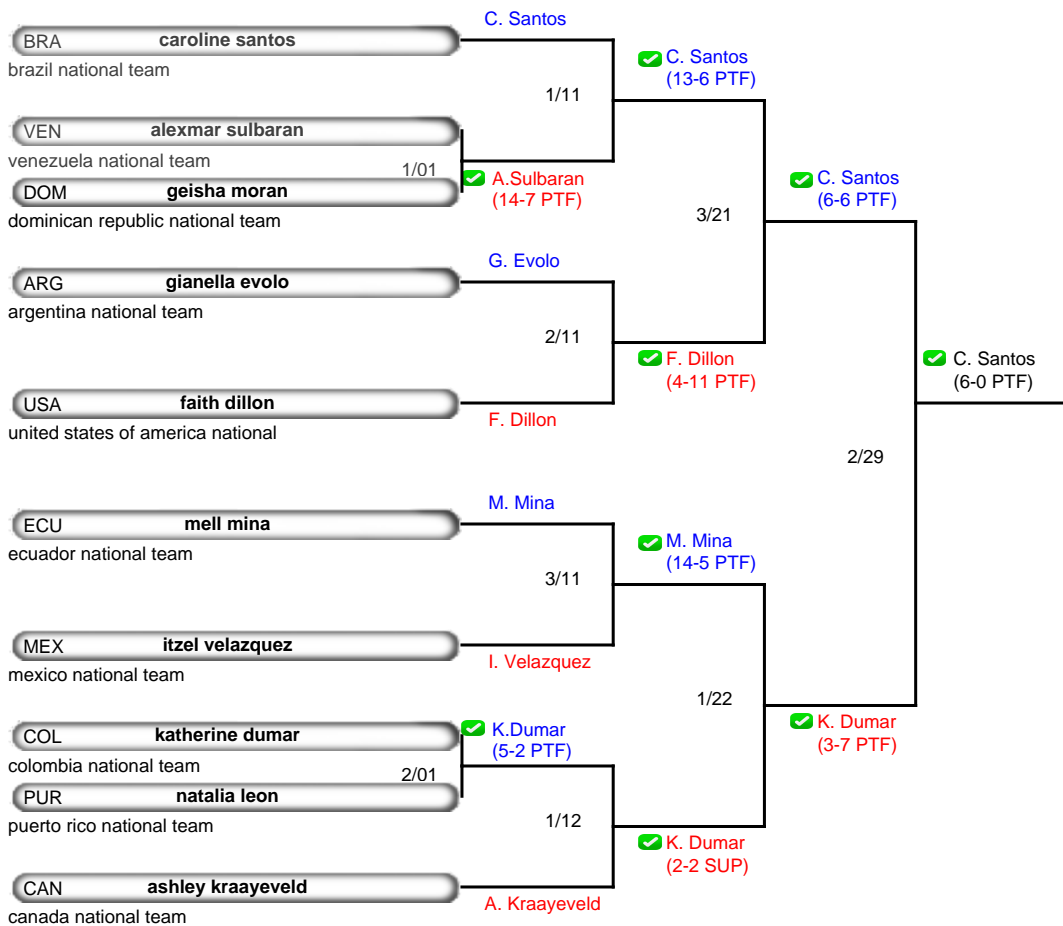 C. Santos
BRA caroline santos
brazil national team
C. Santos
(13-6 PTF)
1/11
VEN alexmar sulbaran
venezuela national team
1/01
A.Sulbaran
(14-7 PTF)
DOM geisha moran
dominican republic national team
C. Santos
(6-6 PTF)
3/21
G. Evolo
ARG gianella evolo
argentina national team
2/11
F. Dillon
(4-11 PTF)
C. Santos
(6-0 PTF)
USA faith dillon
united states of america national
F. Dillon
2/29
M. Mina
ECU mell mina
ecuador national team
M. Mina
(14-5 PTF)
3/11
MEX itzel velazquez
mexico national team
I. Velazquez
1/22
K.Dumar
(5-2 PTF)
COL katherine dumar
colombia national team
2/01
K. Dumar
(3-7 PTF)
PUR natalia leon
puerto rico national team
1/12
K. Dumar
(2-2 SUP)
CAN ashley kraayeveld
canada national team
A. Kraayeveld